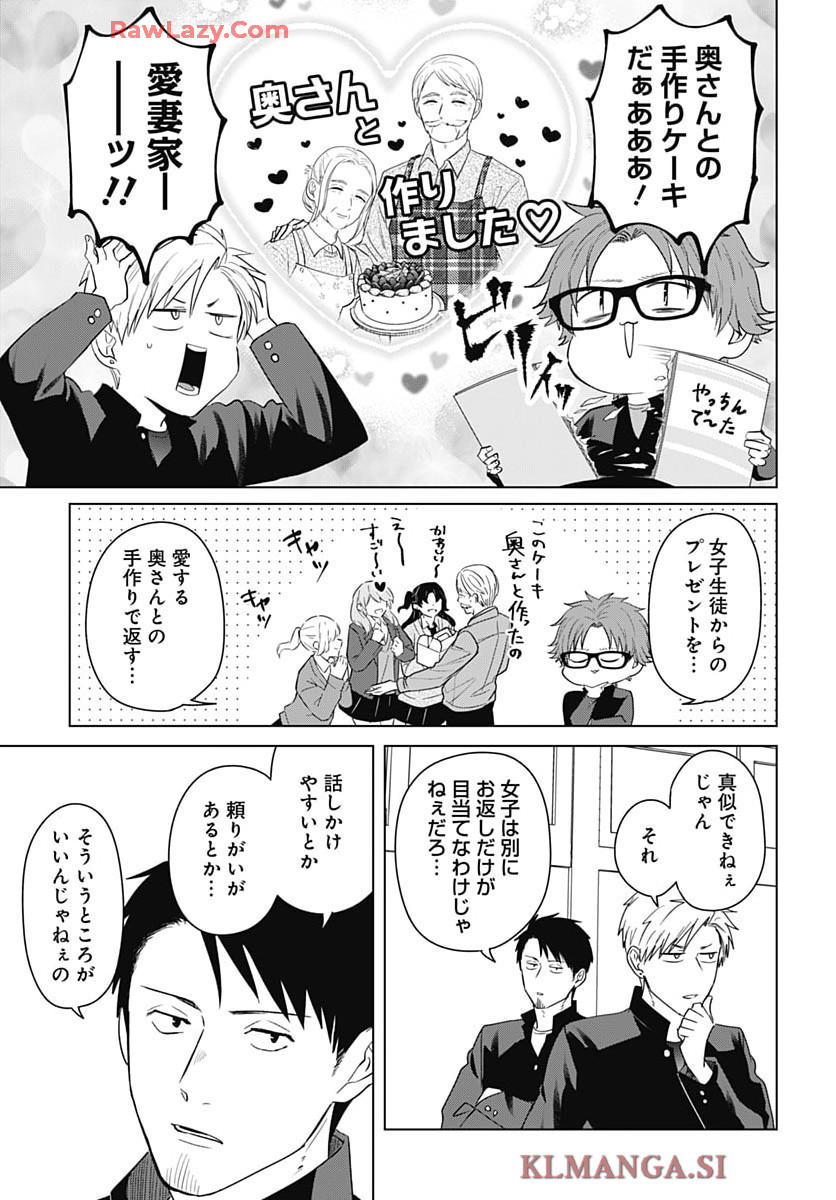 RawLazy.Com
奥さんとの
手作りケーキ
だぁあああ!
奥さんと
作り
ました♡
愛妻家ー
ーーッ!!
ビリィィ
やっちんた
で〜
女子生徒からの
プレゼントを…
このケーキ
奥さんと作ったの
かわいい〜
え〜
すご〜い
キャッ
キャッ
愛する
奥さんとの
手作りで返す…
真似できねぇ
じゃん
それ
女子は別に
お返しだけが
目当てなわけじゃ
ねぇだろ…
話しかけ
やすいとか
頼りがいが
あるとか…
そういうところが
いいんじゃねぇの
KLMANGA.SI